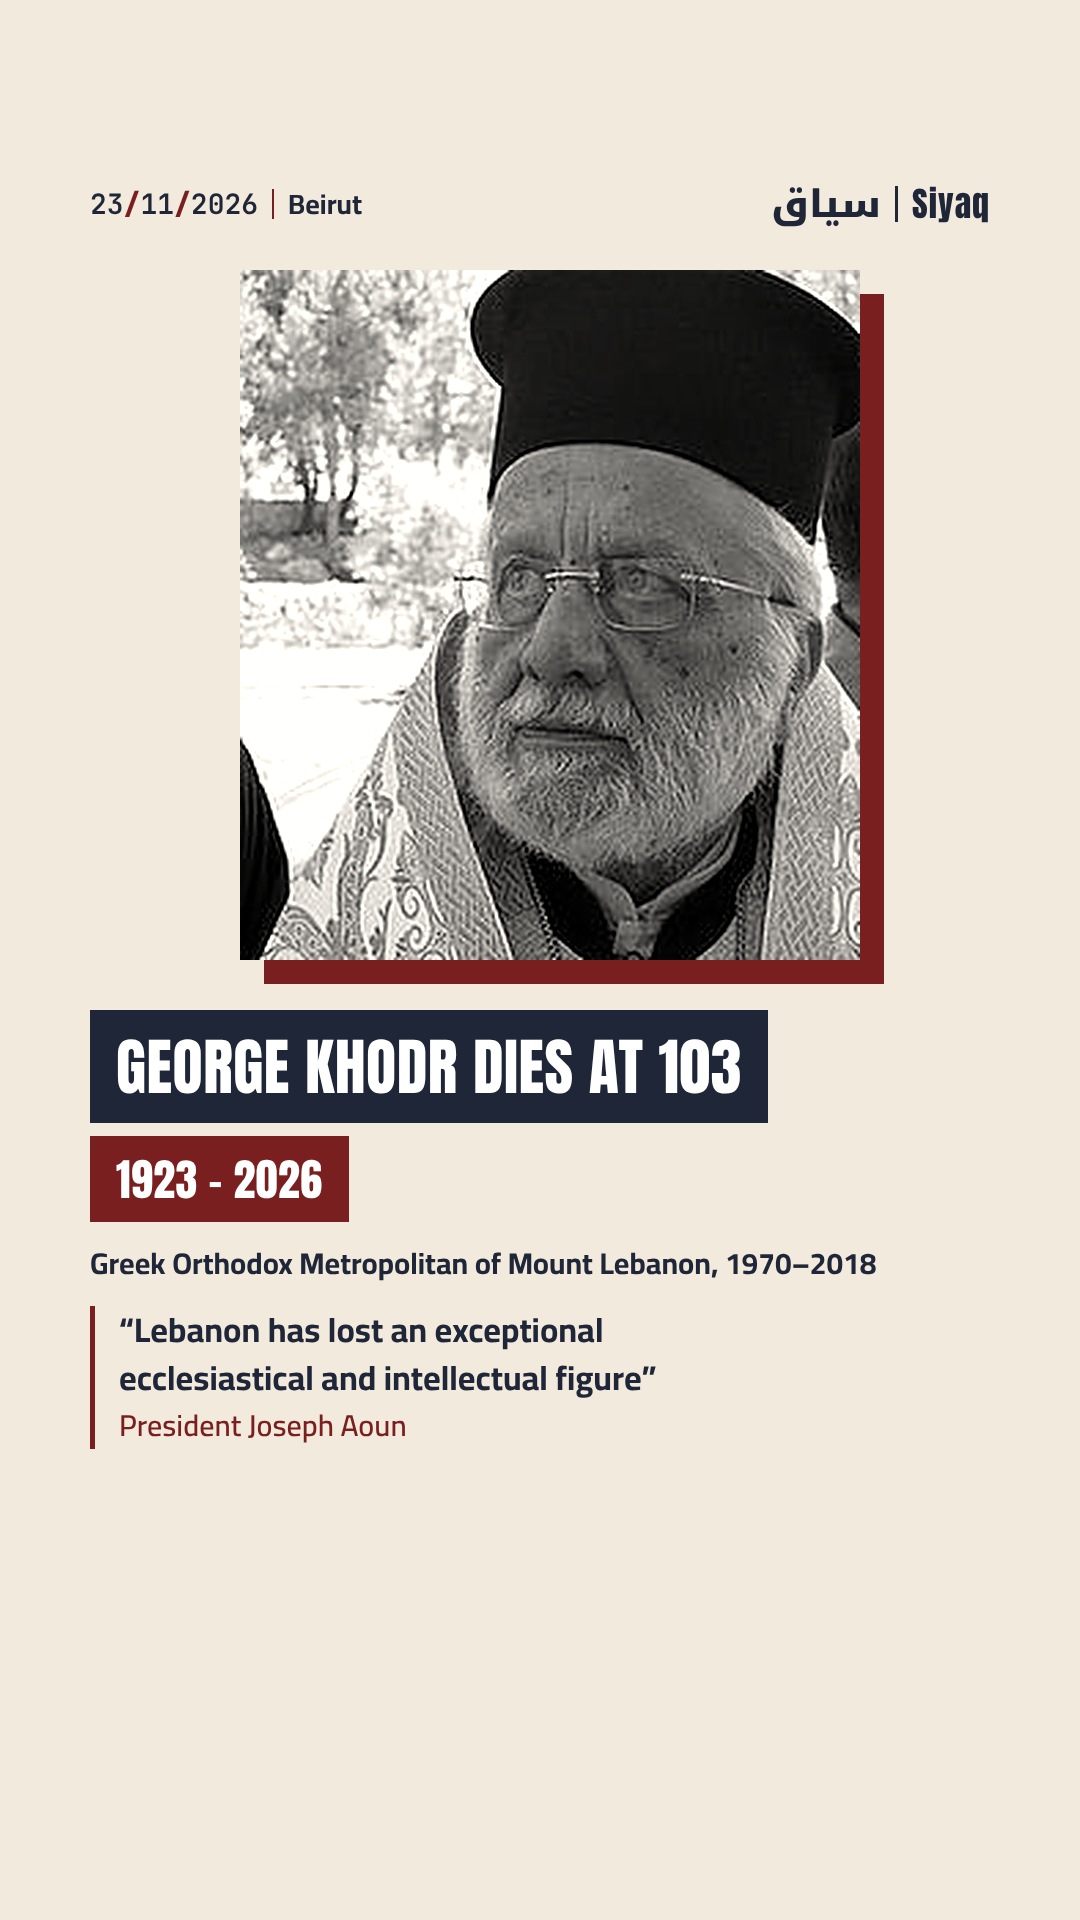 23/11/2026 | Beirut
سياق | Siyaq
GEORGE KHODR DIES AT 103
1923 - 2026
Greek Orthodox Metropolitan of Mount Lebanon, 1970–2018
“Lebanon has lost an exceptional
ecclesiastical and intellectual figure”
President Joseph Aoun